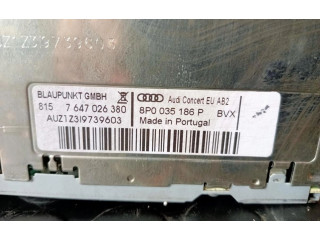 AUZ1Z3I9739603
BLAUPUNKT GMBH
815 7 647 026 380
AUZ1Z3I9739603
Audi Concert EU AB2
8P0 035 186 P BVX
Made in Portugal